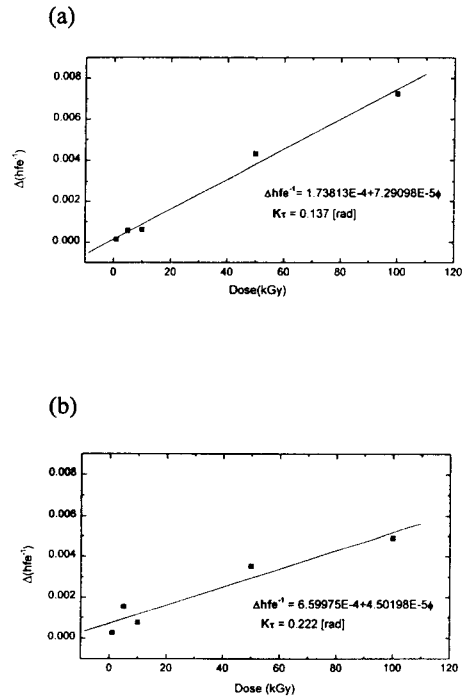 (a)
0.008
0.006
0.004
0.002
0.000
Δ(hfe⁻¹)
Δhfe⁻¹ = 1.73813E-4+7.29098E-5ϕ
Kτ = 0.137 [rad]
0 20 40 60 80 100 120
Dose(kGy)
(b)
0.008
0.006
0.004
0.002
0.000
Δ(hfe⁻¹)
Δhfe⁻¹ = 6.59975E-4+4.50198E-5ϕ
Kτ = 0.222 [rad]
0 20 40 60 80 100 120
Dose (kGy)